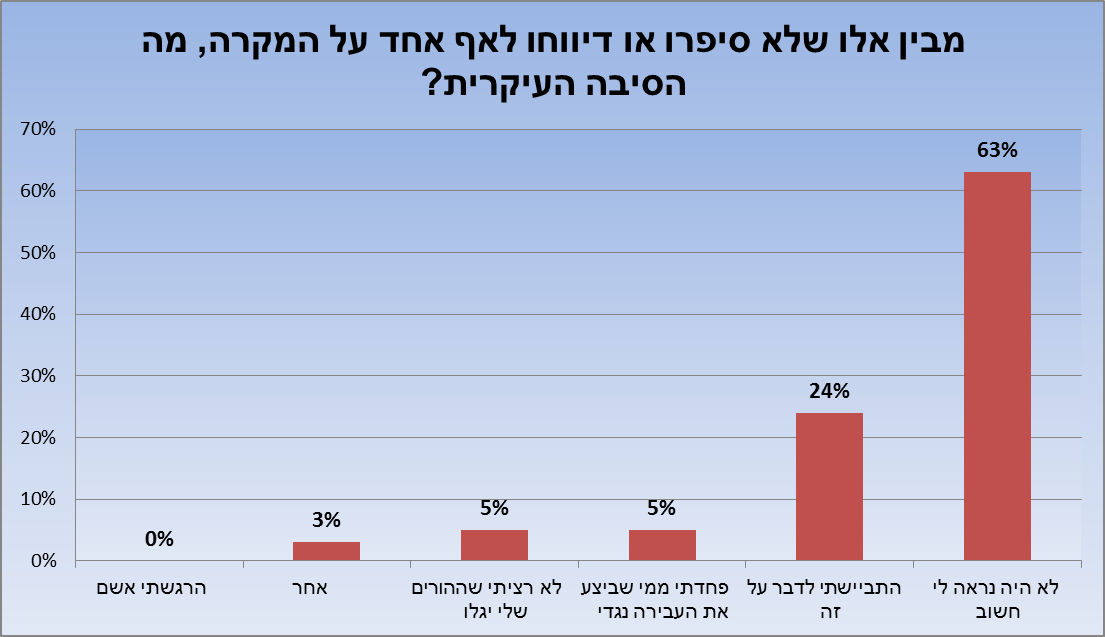 מבין אלו שלא סיפרו או דיווחו לאף אחד על המקרה, מה
הסיבה העיקרית?
70%
60%
50%
40%
30%
20%
10%
0%
63%
24%
5%
5%
3%
0%
לא היה נראה לי
חשוב
התביישתי לדבר על
זה
פחדתי ממי שביצע
את העבירה נגדי
לא רציתי שההורים
שלי יגלו
אחר
הרגשתי אשם